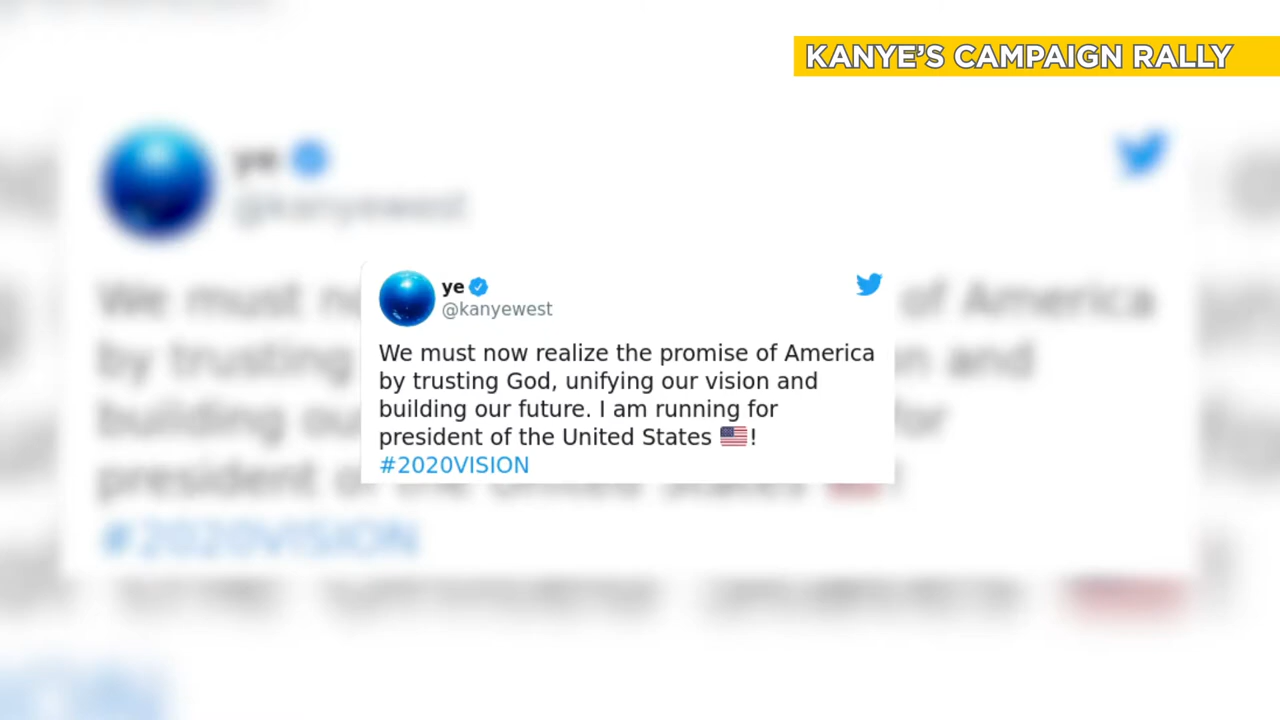 KANYE'S CAMPAIGN RALLY
ye
@kanyewest
We must now realize the promise of America
by trusting God, unifying our vision and
building our future. I am running for
president of the United States 🇺🇸!
#2020VISION